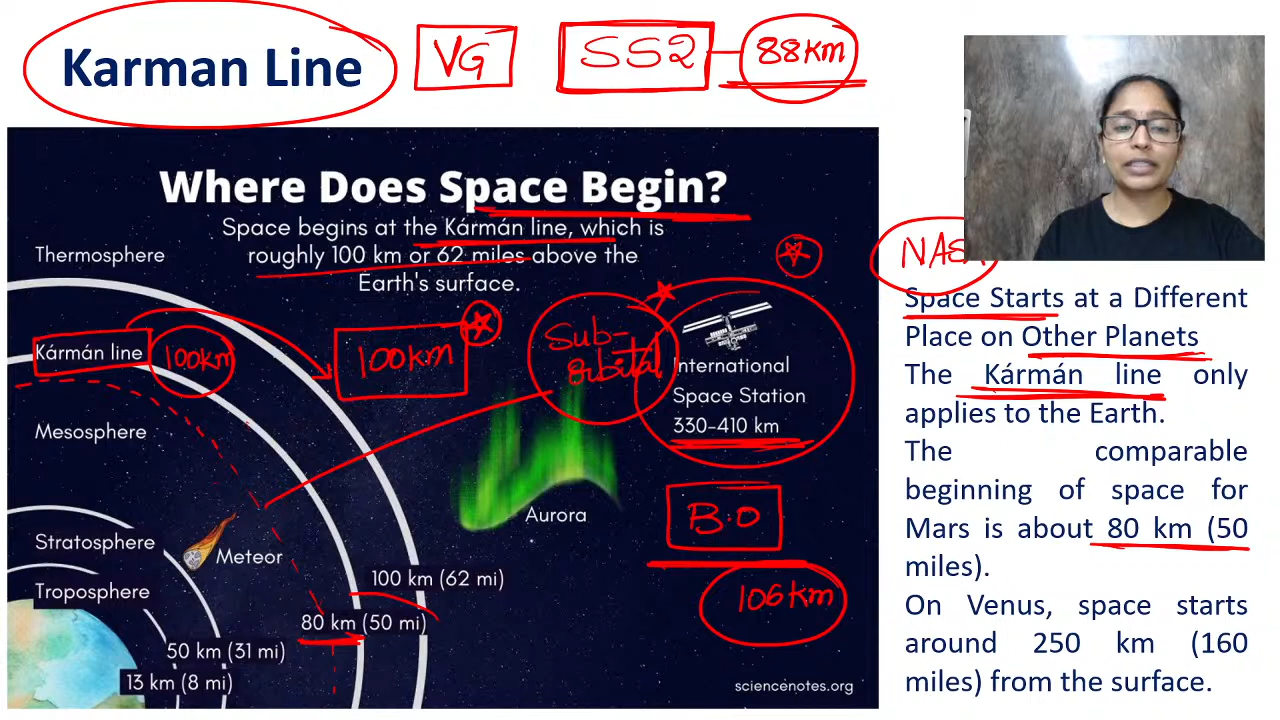 Karman Line
VG
SS2 – 88km
Where Does Space Begin?
Space begins at the Kármán line, which is
roughly 100 km or 62 miles above the
Earth's surface.
Thermosphere
Kármán line
100km
100km
Sub-
orbital
International
Space Station
330–410 km
Mesosphere
Aurora
B.O
106km
Stratosphere
Meteor
Troposphere
100 km (62 mi)
80 km (50 mi)
50 km (31 mi)
13 km (8 mi)
sciencenotes.org
NASA
Space Starts at a Different
Place on Other Planets
The Kármán line only
applies to the Earth.
The comparable
beginning of space for
Mars is about 80 km (50
miles).
On Venus, space starts
around 250 km (160
miles) from the surface.